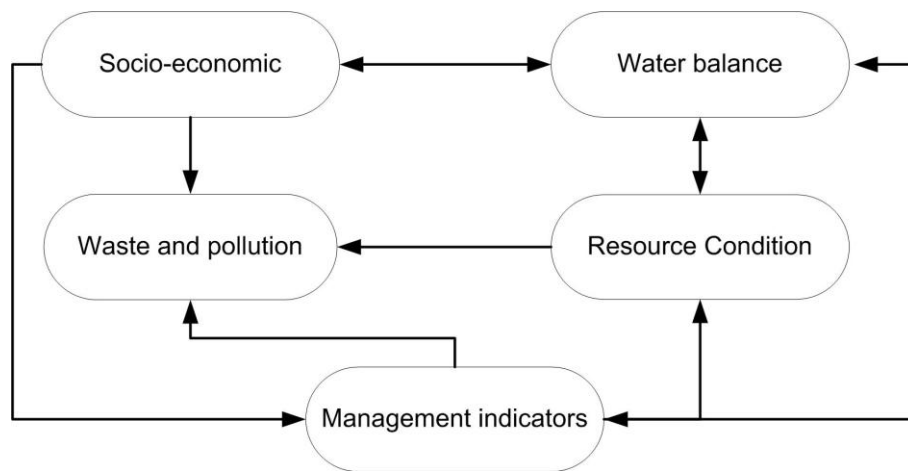 Socio-economic
Water balance
Waste and pollution
Resource Condition
Management indicators